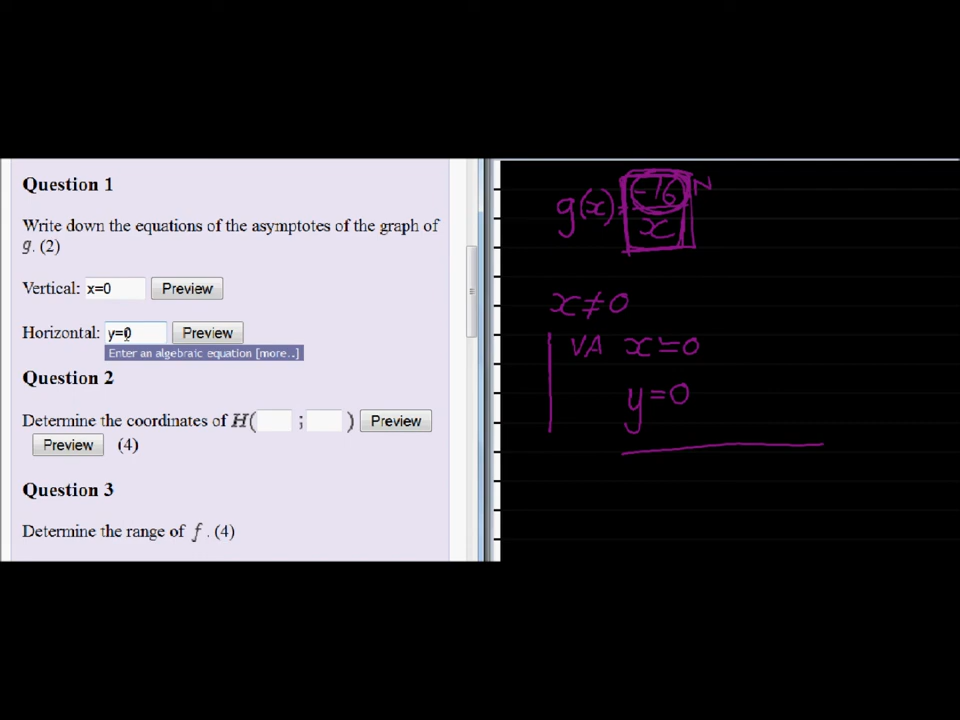 Question 1
Write down the equations of the asymptotes of the graph of
g. (2)
Vertical: x=0 Preview
Horizontal: y=0 Preview
Enter an algebraic equation [more..]
Question 2
Determine the coordinates of H( ; ) Preview
Preview (4)
Question 3
Determine the range of f . (4)
g(x)= -16 N
x
x≠0
VA x=0
y=0